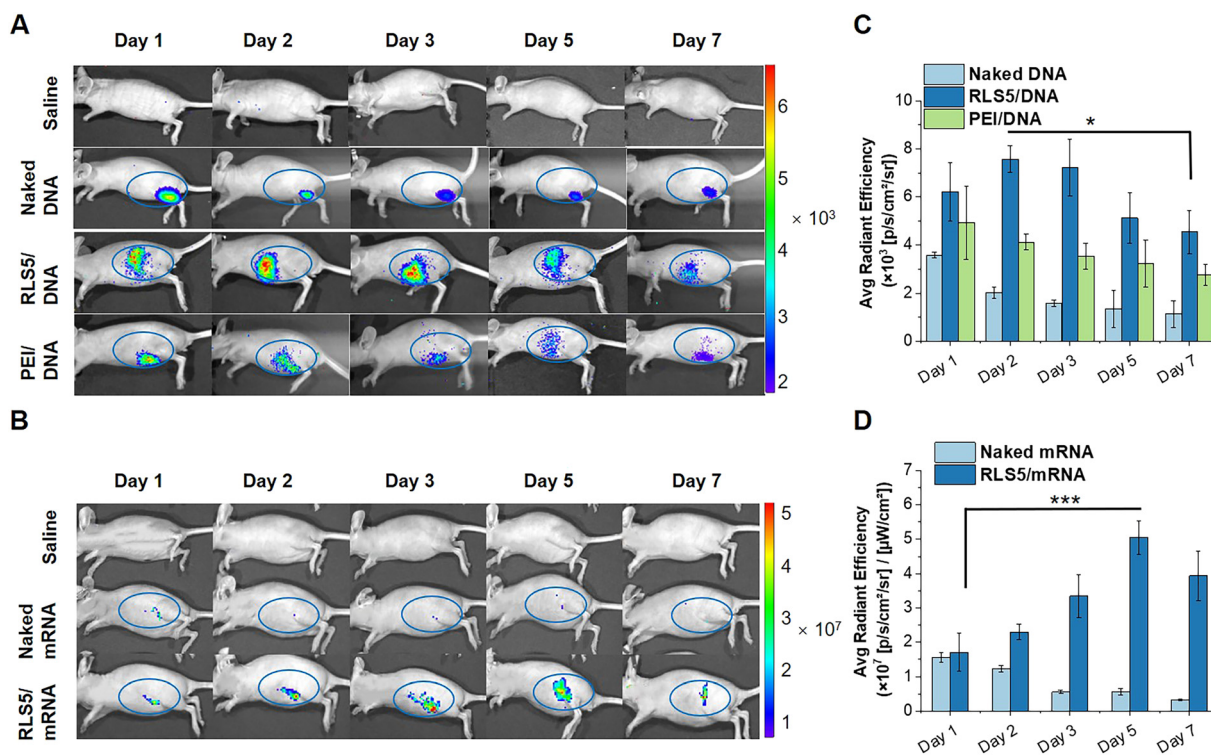 A
Day 1 Day 2 Day 3 Day 5 Day 7
Saline
Naked
DNA
RLS5/
DNA
PEI/
DNA
6
5
4
3
2
× 10³
B
Day 1 Day 2 Day 3 Day 5 Day 7
Saline
Naked
mRNA
RLS5/
mRNA
5
4
3
2
1
× 10⁷
C
Naked DNA
RLS5/DNA
PEI/DNA
*
Avg Radiant Efficiency
(×10³ [p/s/cm²/sr])
10
8
6
4
2
0
Day 1 Day 2 Day 3 Day 5 Day 7
D
Naked mRNA
RLS5/mRNA
***
Avg Radiant Efficiency
(×10⁷ [p/s/cm²/sr] / [µW/cm²])
7
6
5
4
3
2
1
0
Day 1 Day 2 Day 3 Day 5 Day 7